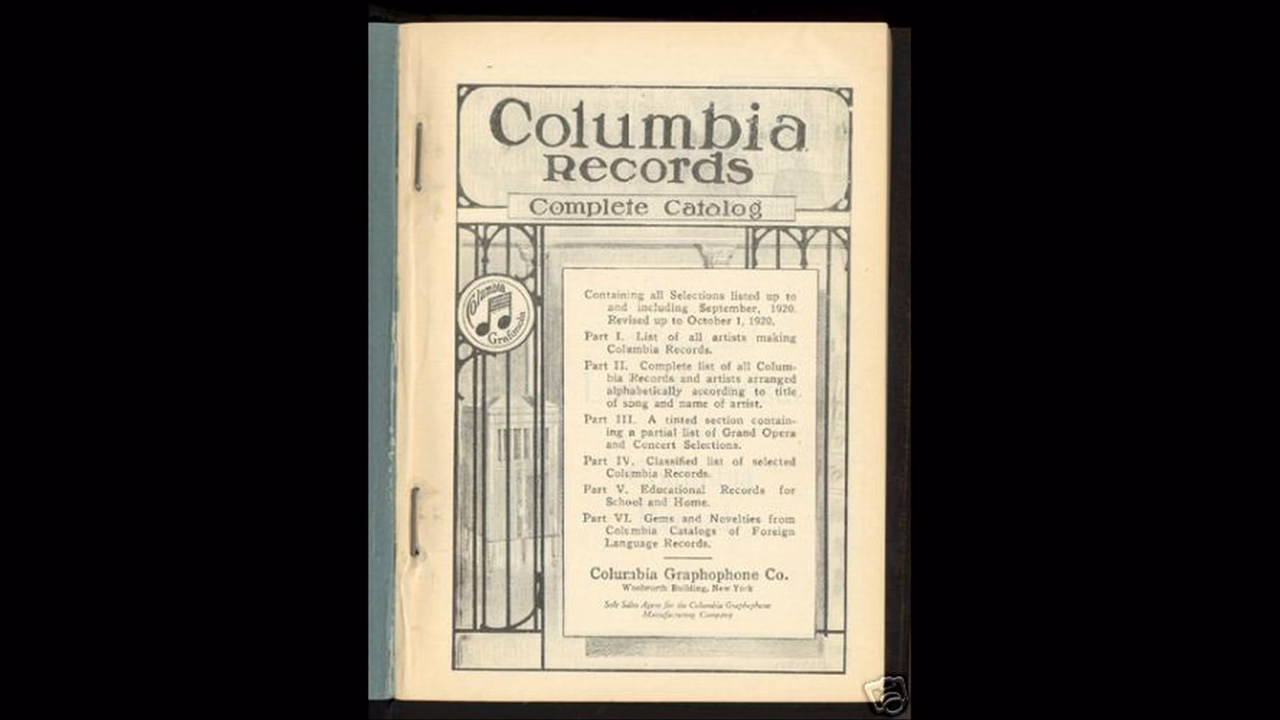 Columbia
Records
Complete Catalog
Columbia
Grafonola
Containing all Selections listed up to
and including September, 1920.
Revised up to October 1, 1920.
Part I. List of all artists making
Columbia Records.
Part II. Complete list of all Colum-
bia Records and artists arranged
alphabetically according to title
of song and name of artist.
Part III. A tinted section contain-
ing a partial list of Grand Opera
and Concert Selections.
Part IV. Classified list of selected
Columbia Records.
Part V. Educational Records for
School and Home.
Part VI. Gems and Novelties from
Columbia Catalogs of Foreign
Language Records.
Columbia Graphophone Co.
Woolworth Building, New York
Sole Sales Agent for the Columbia Graphophone
Manufacturing Company